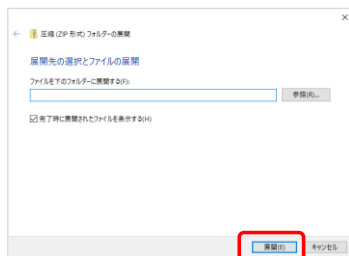 圧縮 (ZIP 形式) フォルダーの展開
展開先の選択とファイルの展開
ファイルを下のフォルダーに展開する(F):
参照(R)...
完了時に展開されたファイルを表示する(H)
展開(E) キャンセル